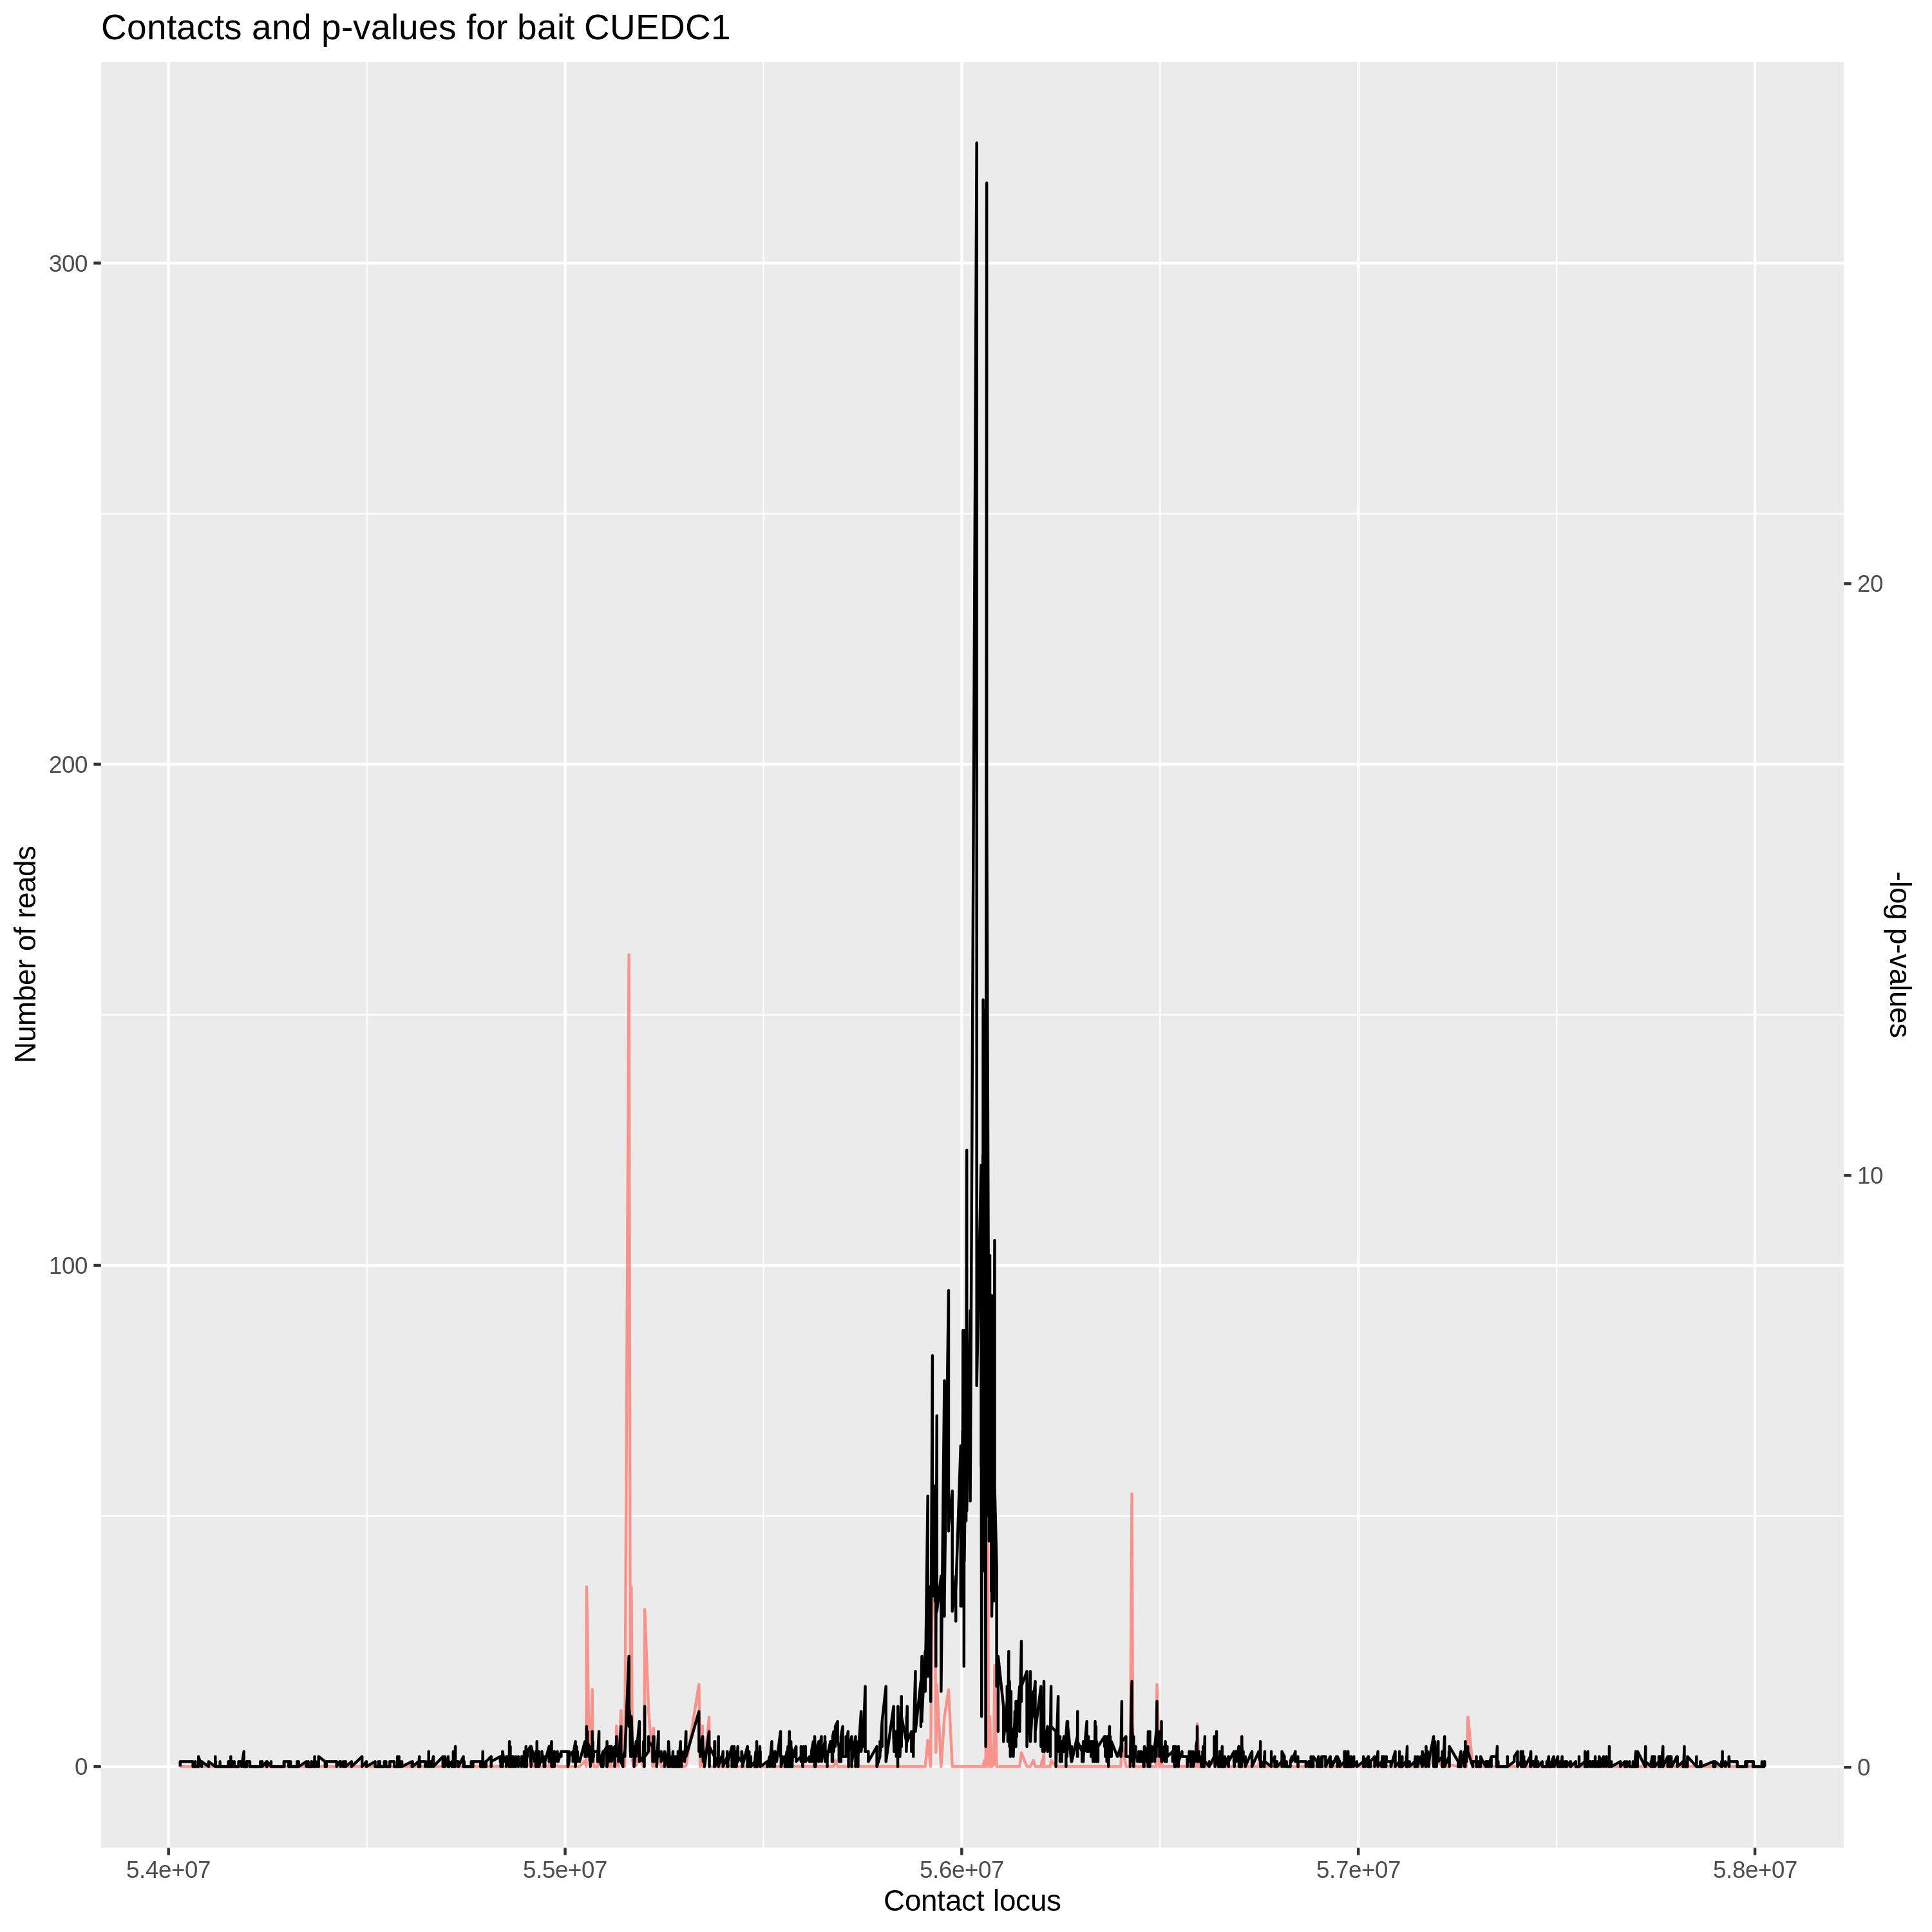 Contacts and p-values for bait CUEDC1
300
200
100
0
Number of reads
20
10
0
-log p-values
5.4e+07
5.5e+07
5.6e+07
5.7e+07
5.8e+07
Contact locus